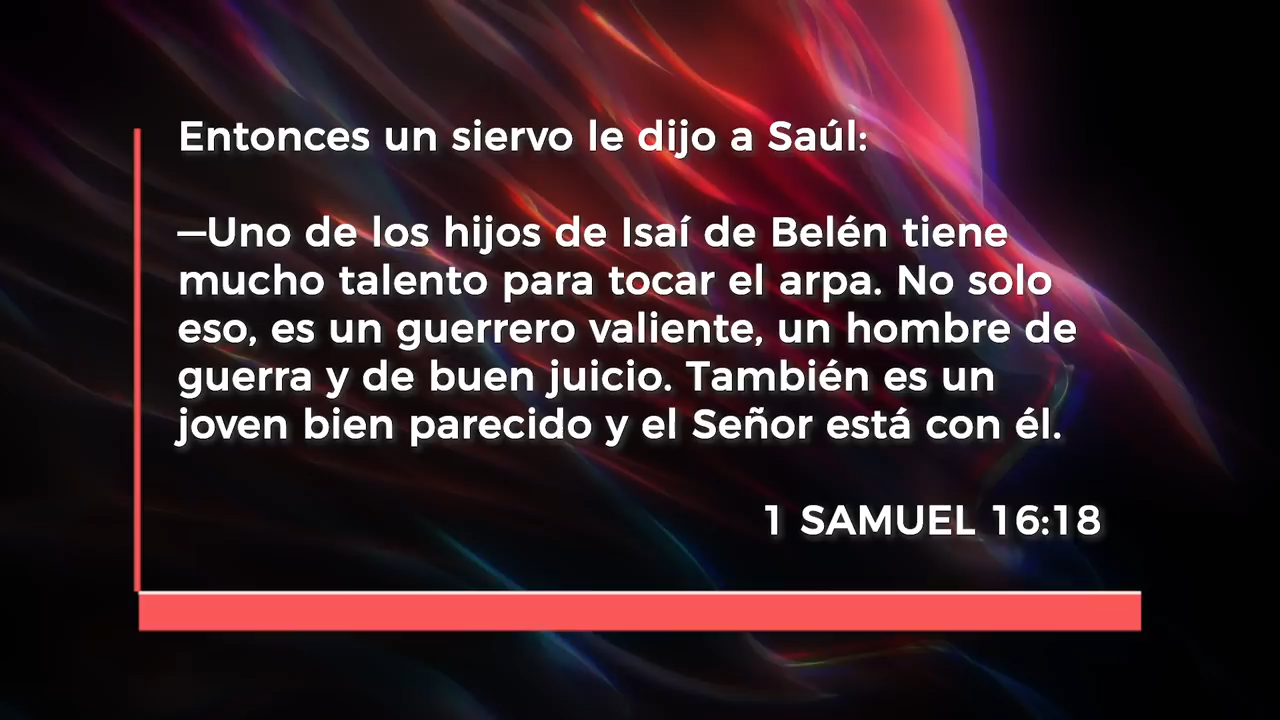 Entonces un siervo le dijo a Saúl:
—Uno de los hijos de Isaí de Belén tiene
mucho talento para tocar el arpa. No solo
eso, es un guerrero valiente, un hombre de
guerra y de buen juicio. También es un
joven bien parecido y el Señor está con él.
1 SAMUEL 16:18